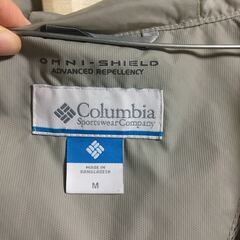 OMNI-SHIELD
ADVANCED REPELLENCY
Columbia
Sportswear Company
MADE IN
BANGLADESH
M